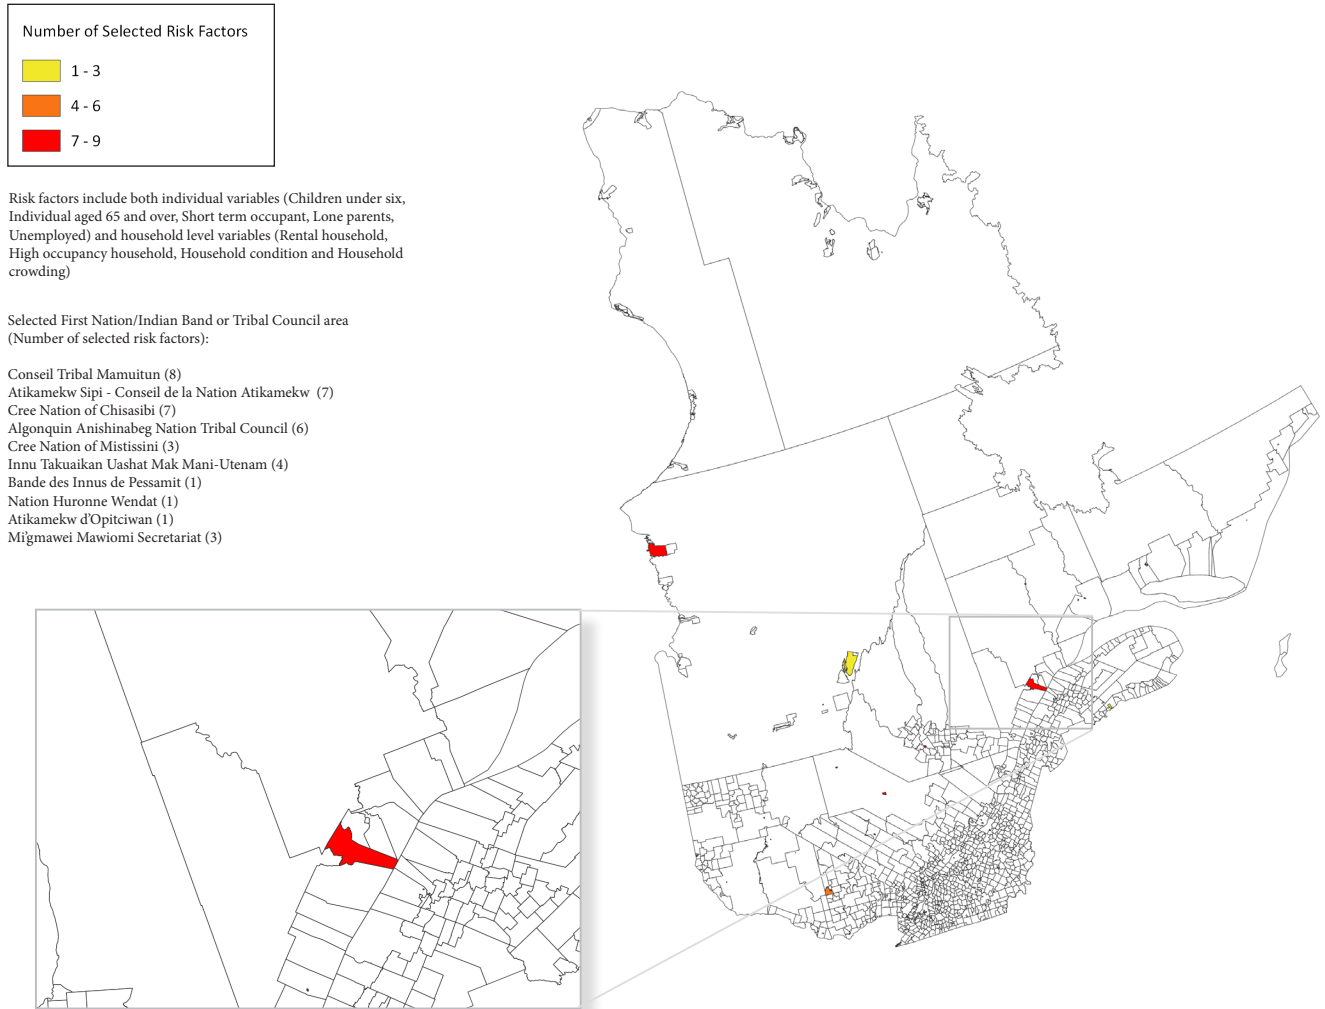 Number of Selected Risk Factors
1 - 3
4 - 6
7 - 9
Risk factors include both individual variables (Children under six,
Individual aged 65 and over, Short term occupant, Lone parents,
Unemployed) and household level variables (Rental household,
High occupancy household, Household condition and Household
crowding)
Selected First Nation/Indian Band or Tribal Council area
(Number of selected risk factors):
Conseil Tribal Mamuitun (8)
Atikamekw Sipi - Conseil de la Nation Atikamekw (7)
Cree Nation of Chisasibi (7)
Algonquin Anishinabeg Nation Tribal Council (6)
Cree Nation of Mistissini (3)
Innu Takuaikan Uashat Mak Mani-Utenam (4)
Bande des Innus de Pessamit (1)
Nation Huronne Wendat (1)
Atikamekw d'Opitciwan (1)
Mi'gmawei Mawiomi Secretariat (3)